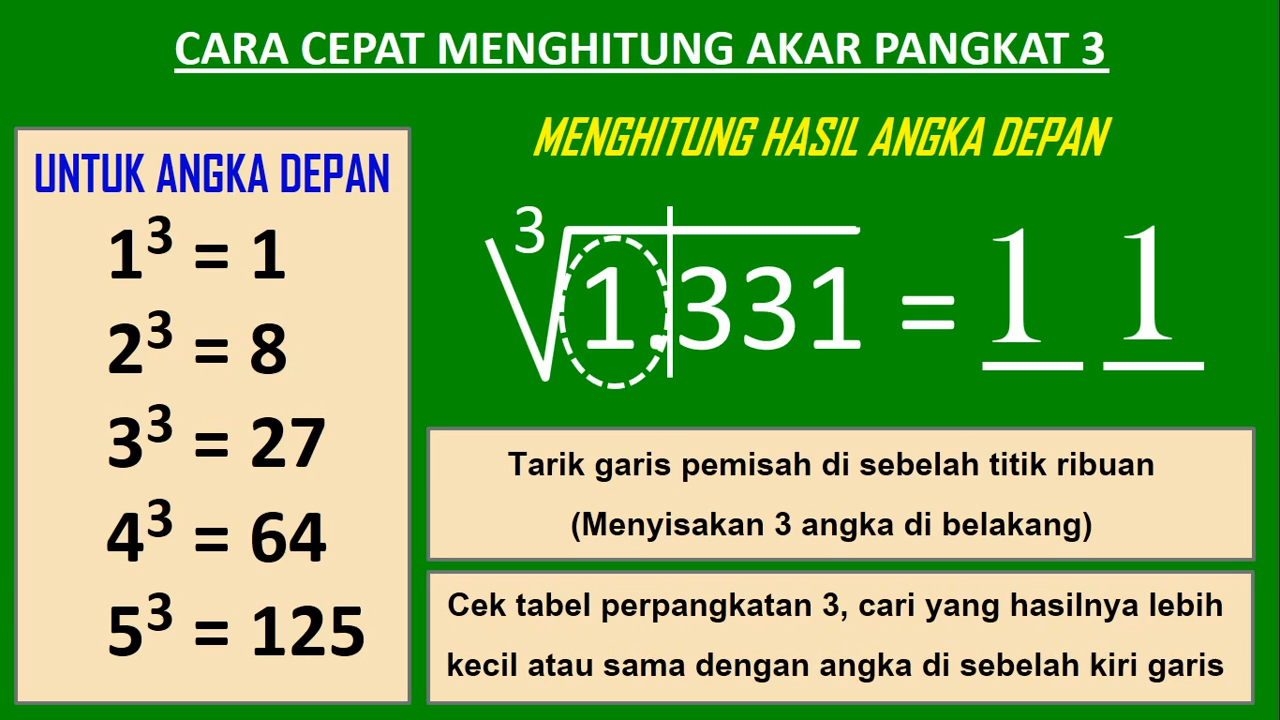 CARA CEPAT MENGHITUNG AKAR PANGKAT 3
UNTUK ANGKA DEPAN
1³ = 1
2³ = 8
3³ = 27
4³ = 64
5³ = 125
MENGHITUNG HASIL ANGKA DEPAN
³√1.331 = 1 1
Tarik garis pemisah di sebelah titik ribuan
(Menyisakan 3 angka di belakang)
Cek tabel perpangkatan 3, cari yang hasilnya lebih
kecil atau sama dengan angka di sebelah kiri garis